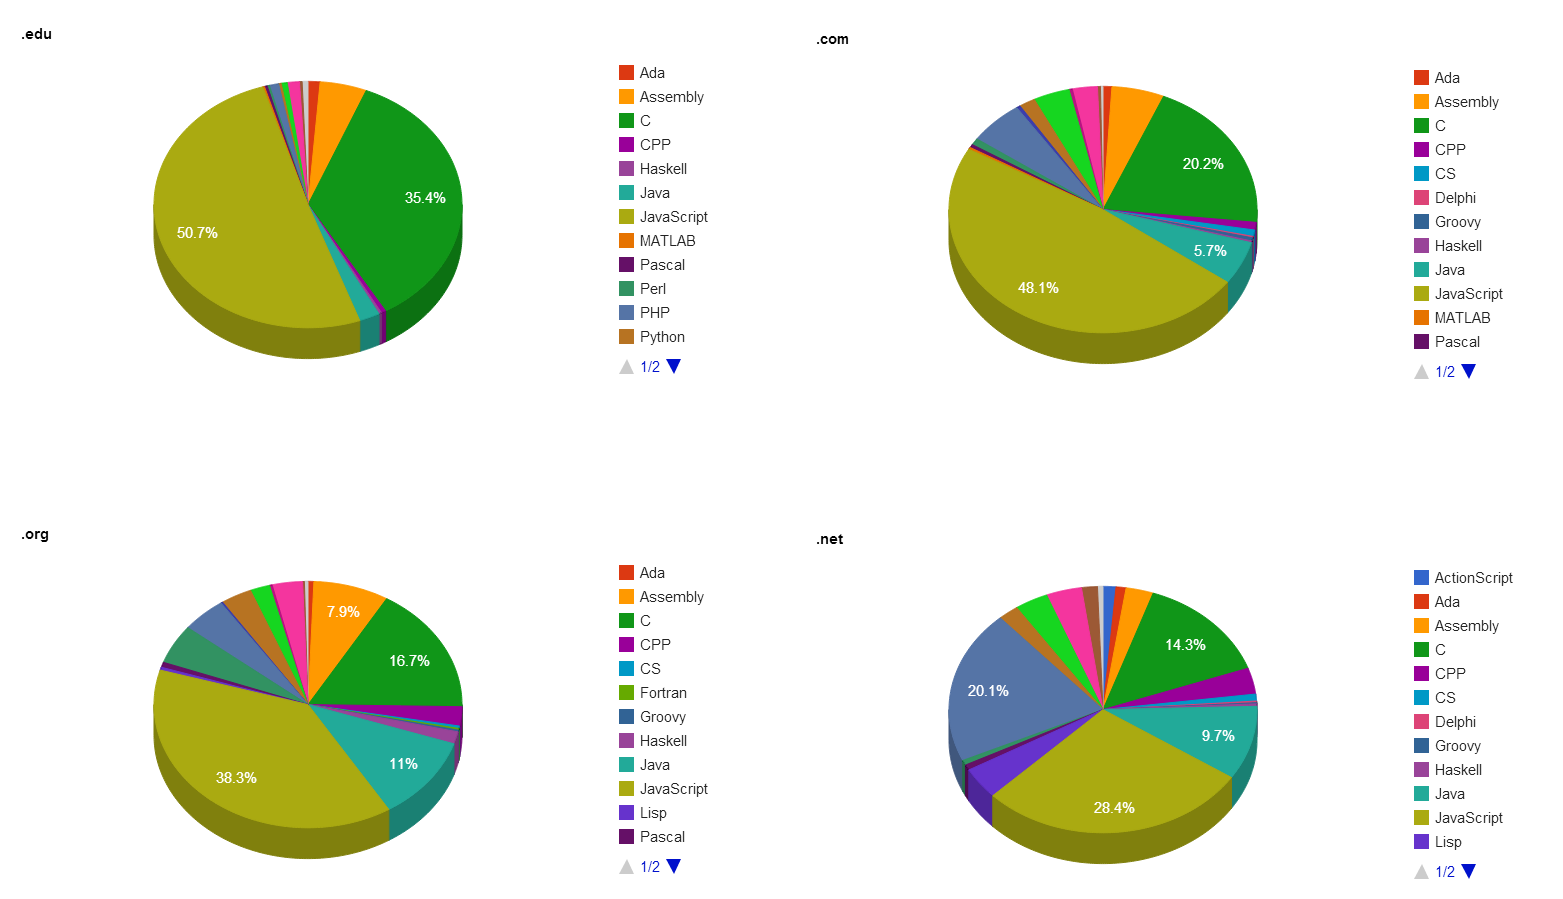 .edu
Ada
Assembly
C
CPP
Haskell
Java
JavaScript
MATLAB
Pascal
Perl
PHP
Python
1/2
35.4%
50.7%
.com
Ada
Assembly
C
CPP
CS
Delphi
Groovy
Haskell
Java
JavaScript
MATLAB
Pascal
1/2
20.2%
5.7%
48.1%
.org
Ada
Assembly
C
CPP
CS
Fortran
Groovy
Haskell
Java
JavaScript
Lisp
Pascal
1/2
7.9%
16.7%
11%
38.3%
.net
ActionScript
Ada
Assembly
C
CPP
CS
Delphi
Groovy
Haskell
Java
JavaScript
Lisp
1/2
14.3%
20.1%
9.7%
28.4%